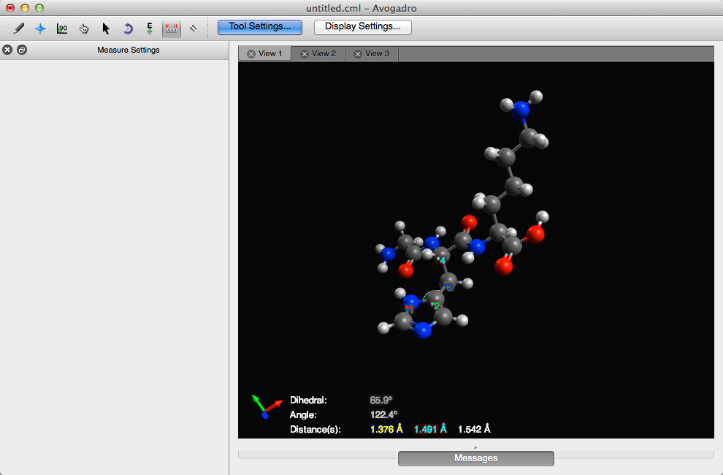 untitled.cml – Avogadro
E
Tool Settings... Display Settings...
Measure Settings
View 1 View 2 View 3
*4
*3
*1
*2
Dihedral: 65.9°
Angle: 122.4°
Distance(s): 1.376 Å 1.491 Å 1.542 Å
Messages